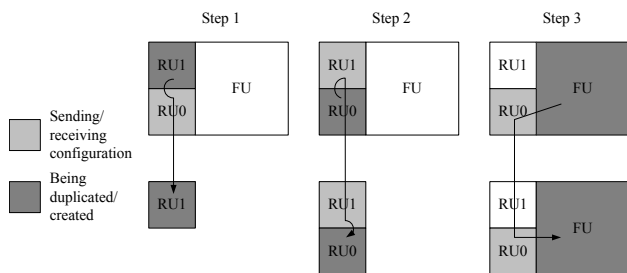 Step 1
Step 2
Step 3
RU1
RU0
FU
RU1
RU0
FU
RU1
RU0
FU
Sending/
receiving
configuration
Being
duplicated/
created
RU1
RU1
RU0
RU1
RU0
FU